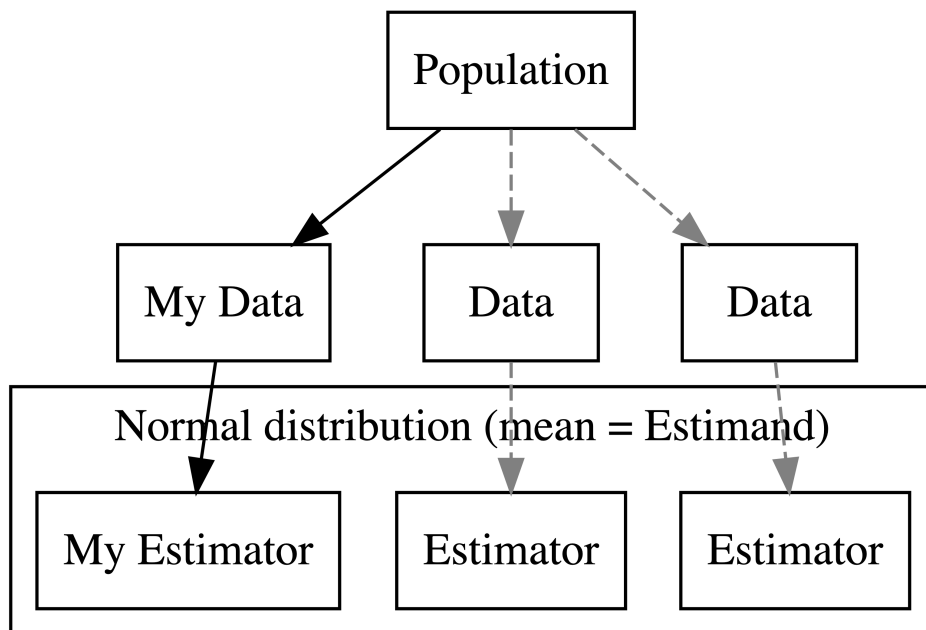 Population
My Data
Data
Data
Normal distribution (mean = Estimand)
My Estimator
Estimator
Estimator